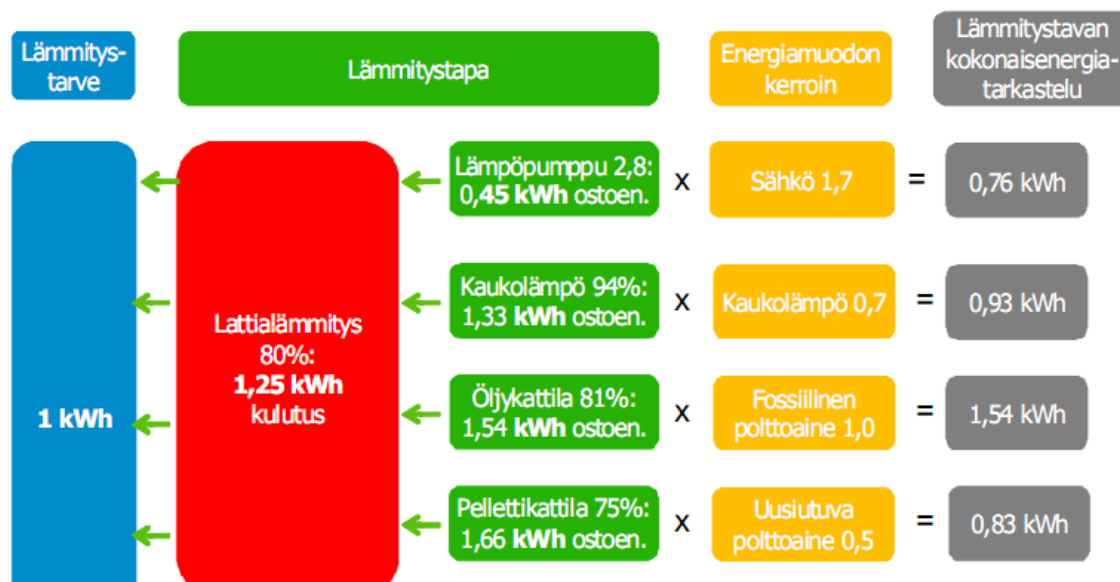 Lämmitys-
tarve
Lämmitystapa
Energiamuodon
kerroin
Lämmitystavan
kokonaisenergia-
tarkastelu
1 kWh
Lattialämmitys
80%:
1,25 kWh
kulutus
Lämpöpumppu 2,8:
0,45 kWh ostoen.
x
Sähkö 1,7
=
0,76 kWh
Kaukolämpö 94%:
1,33 kWh ostoen.
x
Kaukolämpö 0,7
=
0,93 kWh
Öljykattila 81%:
1,54 kWh ostoen.
x
Fossiilinen
polttoaine 1,0
=
1,54 kWh
Pellettikattila 75%:
1,66 kWh ostoen.
x
Uusiutuva
polttoaine 0,5
=
0,83 kWh